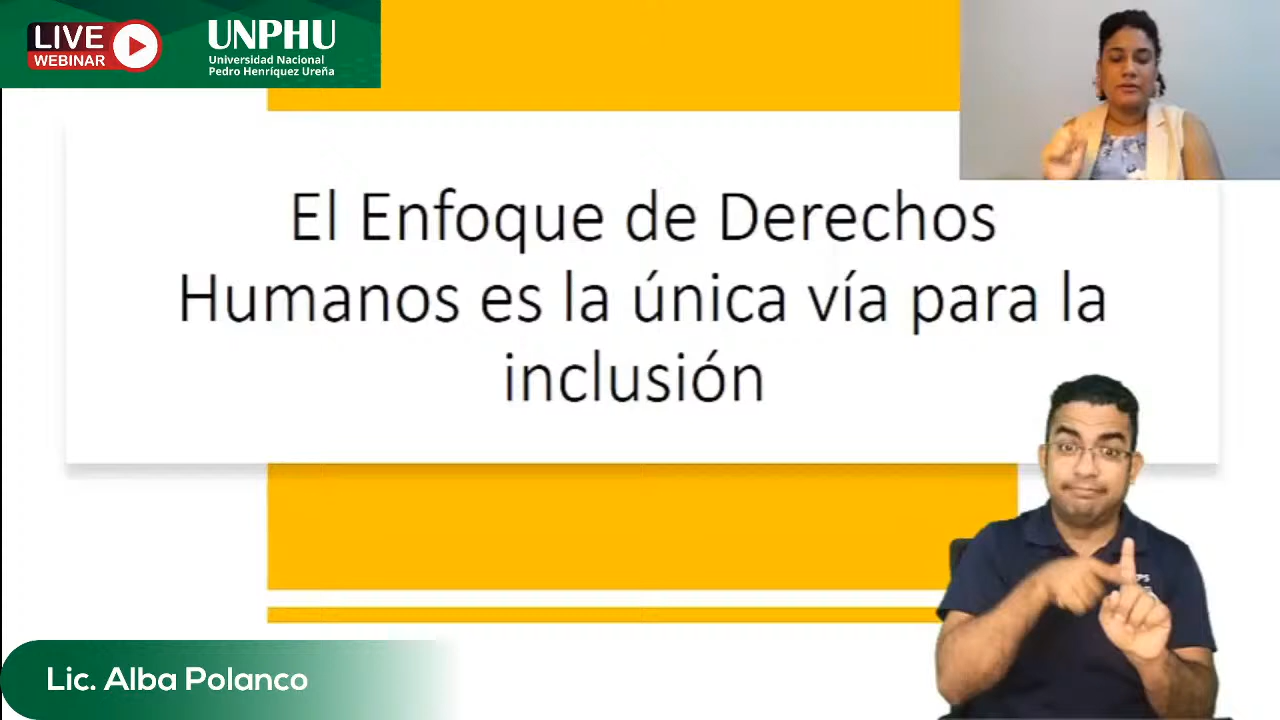 LIVE
WEBINAR
UNPHU
Universidad Nacional
Pedro Henríquez Ureña
El Enfoque de Derechos
Humanos es la única vía para la
inclusión
Lic. Alba Polanco